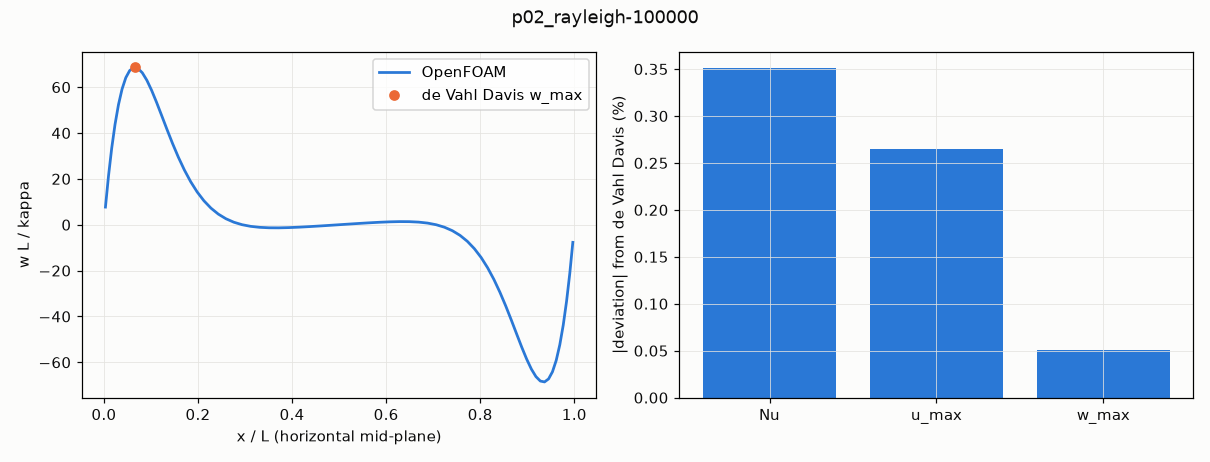 p02_rayleigh-100000
w L / kappa
60
40
20
0
−20
−40
−60
OpenFOAM
de Vahl Davis w_max
0.0 0.2 0.4 0.6 0.8 1.0
x / L (horizontal mid-plane)
|deviation| from de Vahl Davis (%)
0.35
0.30
0.25
0.20
0.15
0.10
0.05
0.00
Nu u_max w_max